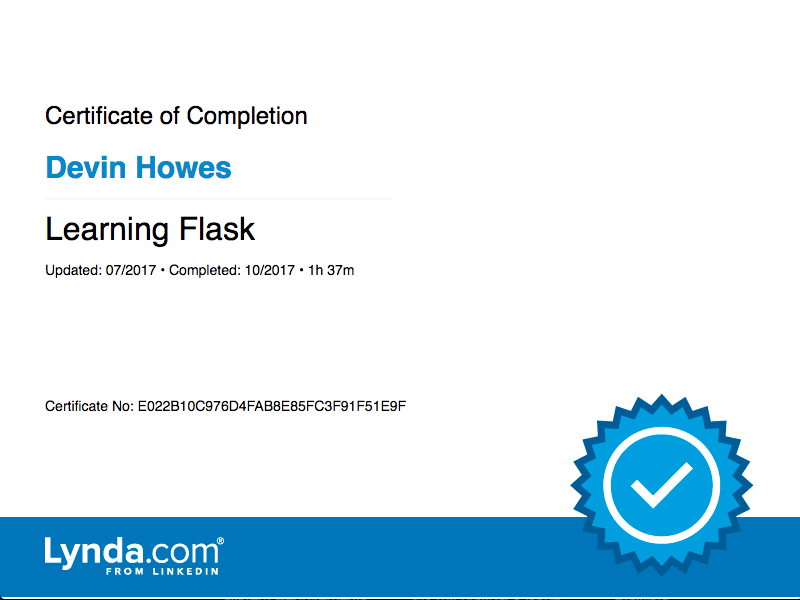 Certificate of Completion
Devin Howes
Learning Flask
Updated: 07/2017 • Completed: 10/2017 • 1h 37m
Certificate No: E022B10C976D4FAB8E85FC3F91F51E9F
Lynda.com®
FROM LINKEDIN